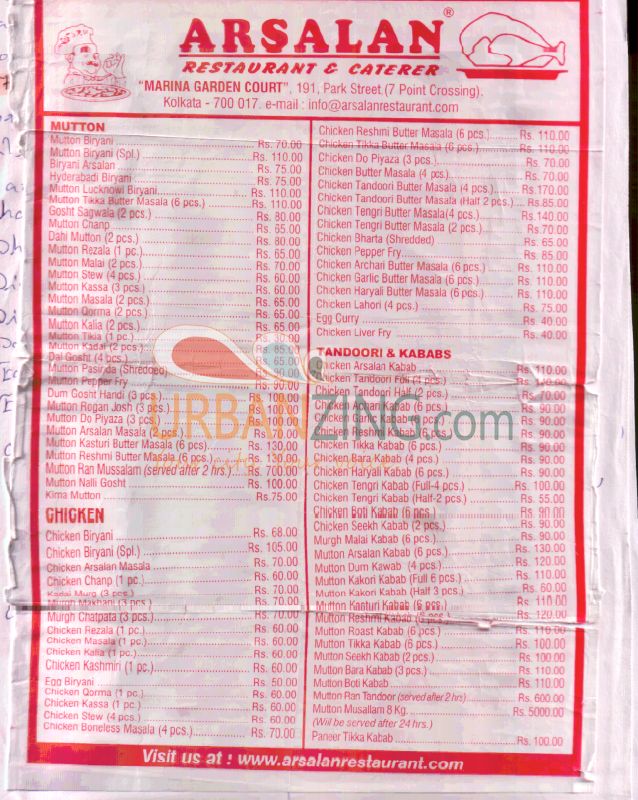 ARSALAN®
RESTAURANT & CATERER
"MARINA GARDEN COURT", 191, Park Street (7 Point Crossing).
Kolkata - 700 017. e-mail : info@arsalanrestaurant.com
MUTTON
Mutton Biryani Rs. 70.00
Mutton Biryani (Spl.) Rs. 110.00
Biryani Arsalan Rs. 75.00
Hyderabadi Biryani Rs. 75.00
Mutton Lucknowi Biryani Rs. 110.00
Mutton Tikka Butter Masala (6 pcs.) Rs. 110.00
Gosht Sagwala (2 pcs.) Rs. 80.00
Mutton Chanp Rs. 65.00
Dahi Mutton (2 pcs.) Rs. 80.00
Mutton Rezala (1 pc.) Rs. 65.00
Mutton Malai (2 pcs.) Rs. 70.00
Mutton Stew (4 pcs.) Rs. 60.00
Mutton Kassa (3 pcs.) Rs. 60.00
Mutton Masala (2 pcs.) Rs. 65.00
Mutton Qorma (2 pcs.) Rs. 65.00
Mutton Kalia (2 pc.) Rs. 65.00
Mutton Tikia (1 pc.)
Mutton Kadai (2 pcs.) Rs. 85.00
Dal Gosht (4 pcs.) Rs. 65.00
Mutton Pasinda (Shredded) Rs. 90.00
Mutton Pepper Fry Rs. 90.00
Dum Gosht Handi (3 pcs.) Rs. 100.00
Mutton Rogan Josh (3 pcs.) Rs. 100.00
Mutton Do Piyaza (3 pcs.) Rs. 100.00
Mutton Arsalan Masala
Mutton Kasturi Butter Masala (6 pcs.) Rs. 130.00
Mutton Reshmi Butter Masala (6 pcs.) Rs. 130.00
Mutton Ran Mussalam (served after 2 hrs.) Rs. 700.00
Mutton Nalli Gosht Rs. 100.00
Kima Mutton Rs. 75.00
CHICKEN
Chicken Biryani Rs. 68.00
Chicken Biryani (Spl.) Rs. 105.00
Chicken Arsalan Masala Rs. 70.00
Chicken Chanp (1 pc.) Rs. 60.00
Kadai Murg (3 pcs.) Rs. 70.00
Murgh Makhani (3 pcs.) Rs. 70.00
Murgh Chatpata (3 pcs.) Rs. 70.00
Chicken Rezala (1 pc.) Rs. 60.00
Chicken Masala (1 pc.) Rs. 60.00
Chicken Kalia (1 pc.) Rs. 60.00
Chicken Kashmiri (1 pc.) Rs. 60.00
Egg Biryani Rs. 50.00
Chicken Qorma (1 pc.) Rs. 60.00
Chicken Kassa (1 pc.) Rs. 60.00
Chicken Stew (4 pcs.) Rs. 60.00
Chicken Boneless Masala (4 pcs.) Rs. 70.00
Chicken Reshmi Butter Masala (6 pcs.) Rs. 110.00
Chicken Tikka Butter Masala (6 pcs.) Rs. 110.00
Chicken Do Piyaza (3 pcs.) Rs. 70.00
Chicken Butter Masala (4 pcs.) Rs. 70.00
Chicken Tandoori Butter Masala (4 pcs.) Rs.170.00
Chicken Tandoori Butter Masala (Half 2 pcs.) Rs.85.00
Chicken Tengri Butter Masala(4 pcs.) Rs.140.00
Chicken Tengri Butter Masala (2 pcs.) Rs.70.00
Chicken Bharta (Shredded) Rs. 65.00
Chicken Pepper Fry Rs. 85.00
Chicken Archari Butter Masala (6 pcs.) Rs. 110.00
Chicken Garlic Butter Masala (6 pcs.) Rs. 110.00
Chicken Haryali Butter Masala (6 pcs.) Rs. 110.00
Chicken Lahori (4 pcs.) Rs. 75.00
Egg Curry Rs. 40.00
Chicken Liver Fry Rs. 40.00
TANDOORI & KABABS
Chicken Arsalan Kabab Rs. 110.00
Chicken Tandoori Full (4 pcs.)
Chicken Tandoori Half (2 pcs.) Rs. 70.00
Chicken Achari Kabab (6 pcs.) Rs. 90.00
Chicken Garlic Kabab (6 pcs.) Rs. 90.00
Chicken Reshmi Kabab (6 pcs.) Rs. 90.00
Chicken Tikka Kabab (6 pcs.) Rs. 90.00
Chicken Bara Kabab (4 pcs.) Rs. 90.00
Chicken Haryali Kabab (6 pcs.) Rs. 90.00
Chicken Tengri Kabab (Full-4 pcs.) Rs. 100.00
Chicken Tengri Kabab (Half-2 pcs.) Rs. 55.00
Chicken Boti Kabab (6 pcs.) Rs. 90.00
Chicken Seekh Kabab (2 pcs.) Rs. 90.00
Murgh Malai Kabab (6 pcs.) Rs. 90.00
Mutton Arsalan Kabab (6 pcs.) Rs. 130.00
Mutton Dum Kawab (4 pcs.) Rs. 120.00
Mutton Kakori Kabab (Full 6 pcs.) Rs. 110.00
Mutton Kakori Kabab (Half 3 pcs.) Rs. 60.00
Mutton Kanturi Kabab (6 pcs.) Rs. 110.00
Mutton Reshmi Kabab (6 pcs.) Rs. 120.00
Mutton Roast Kabab (6 pcs.) Rs. 110.00
Mutton Tikka Kabab (6 pcs.) Rs. 100.00
Mutton Seekh Kabab (2 pcs.) Rs. 100.00
Mutton Bara Kabab (3 pcs.) Rs. 110.00
Mutton Boti Kabab Rs. 110.00
Mutton Ran Tandoor (served after 2 hrs) Rs. 600.00
Mutton Musallam 8 Kg. Rs. 5000.00
(Will be served after 24 hrs.)
Paneer Tikka Kabab Rs. 100.00
URBANZING.com
Visit us at : www.arsalanrestaurant.com